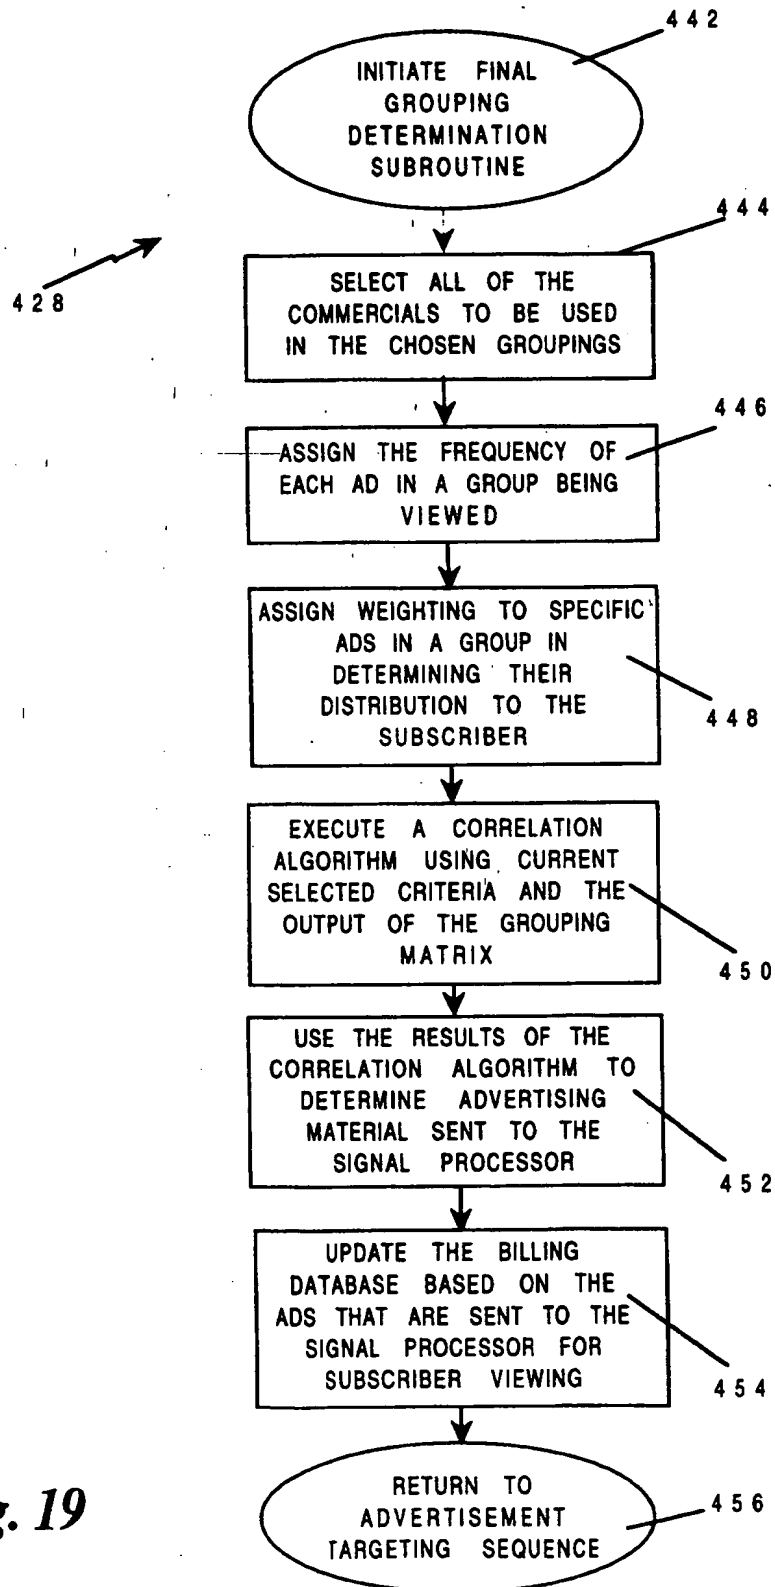 442
INITIATE FINAL
GROUPING
DETERMINATION
SUBROUTINE
444
428
SELECT ALL OF THE
COMMERCIALS TO BE USED
IN THE CHOSEN GROUPINGS
446
ASSIGN THE FREQUENCY OF
EACH AD IN A GROUP BEING
VIEWED
ASSIGN WEIGHTING TO SPECIFIC
ADS IN A GROUP IN
DETERMINING THEIR
DISTRIBUTION TO THE
SUBSCRIBER
448
EXECUTE A CORRELATION
ALGORITHM USING CURRENT
SELECTED CRITERIA AND THE
OUTPUT OF THE GROUPING
MATRIX
450
USE THE RESULTS OF THE
CORRELATION ALGORITHM TO
DETERMINE ADVERTISING
MATERIAL SENT TO THE
SIGNAL PROCESSOR
452
UPDATE THE BILLING
DATABASE BASED ON THE
ADS THAT ARE SENT TO THE
SIGNAL PROCESSOR FOR
SUBSCRIBER VIEWING
454
RETURN TO
ADVERTISEMENT
TARGETING SEQUENCE
456
g. 19